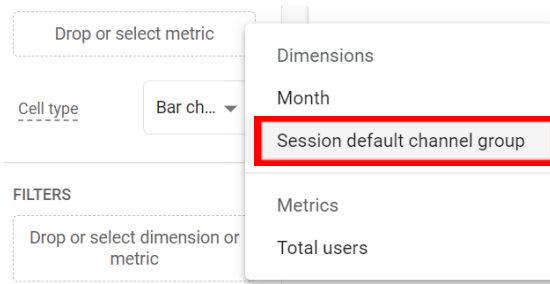 Drop or select metric
Cell type
Bar ch...
FILTERS
Drop or select dimension or
metric
Dimensions
Month
Session default channel group
Metrics
Total users